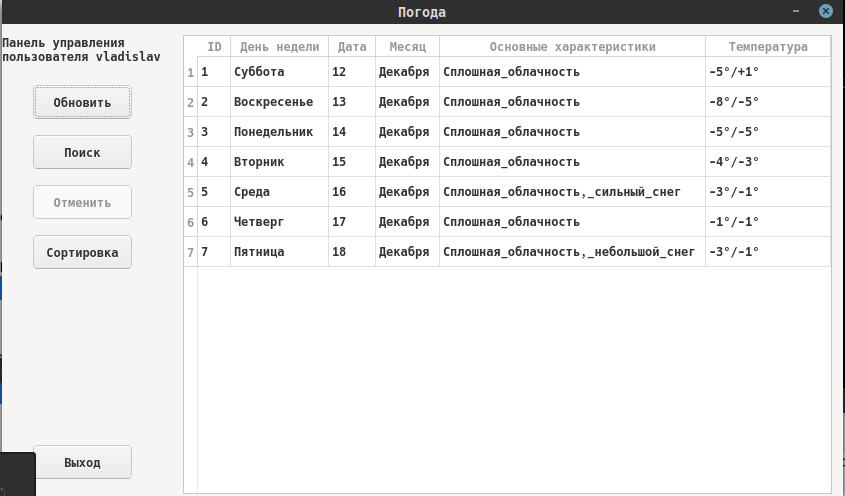 Погода
Панель управления
пользователя vladislav
Обновить
Поиск
Отменить
Сортировка
Выход
ID День недели Дата Месяц Основные характеристики Температура
1 1 Суббота 12 Декабря Сплошная_облачность -5°/+1°
2 2 Воскресенье 13 Декабря Сплошная_облачность -8°/-5°
3 3 Понедельник 14 Декабря Сплошная_облачность -5°/-5°
4 4 Вторник 15 Декабря Сплошная_облачность -4°/-3°
5 5 Среда 16 Декабря Сплошная_облачность,_сильный_снег -3°/-1°
6 6 Четверг 17 Декабря Сплошная_облачность -1°/-1°
7 7 Пятница 18 Декабря Сплошная_облачность,_небольшой_снег -3°/-1°